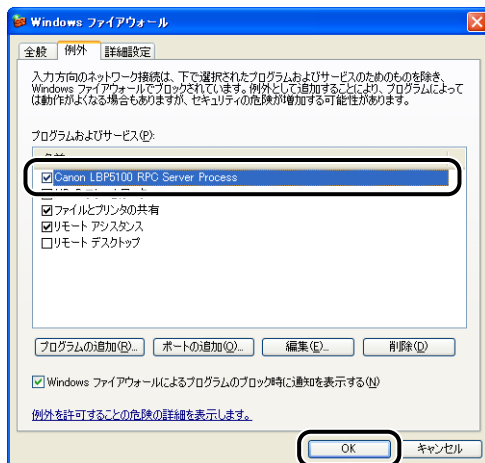 Windows ファイアウォール
全般 例外 詳細設定
入力方向のネットワーク接続は、下で選択されたプログラムおよびサービスのためのものを除き、
Windows ファイアウォールでブロックされています。例外として追加することにより、プログラムによって
は動作がよくなる場合もありますが、セキュリティの危険が増加する可能性があります。
プログラムおよびサービス(P):
Canon LBP5100 RPC Server Process
ファイルとプリンタの共有
リモート アシスタンス
リモート デスクトップ
プログラムの追加(R)... ポートの追加(O)... 編集(E)... 削除(D)
Windows ファイアウォールによるプログラムのブロック時に通知を表示する(N)
例外を許可することの危険の詳細を表示します。
OK キャンセル